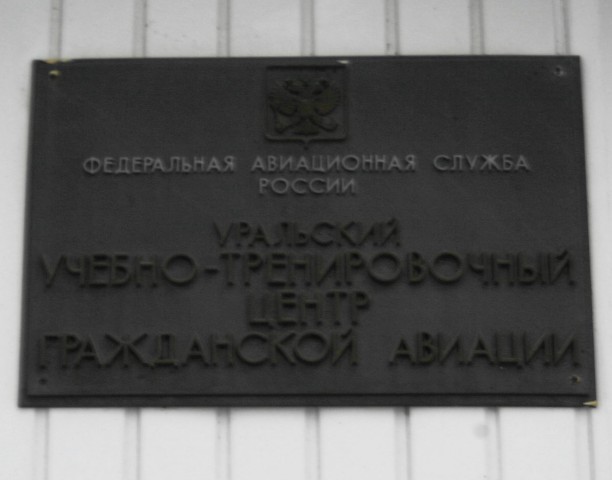 ФЕДЕРАЛЬНАЯ АВИАЦИОННАЯ СЛУЖБА
РОССИИ
УРАЛЬСКИЙ
УЧЕБНО-ТРЕНИРОВОЧНЫЙ
ЦЕНТР
ГРАЖДАНСКОЙ АВИАЦИИ